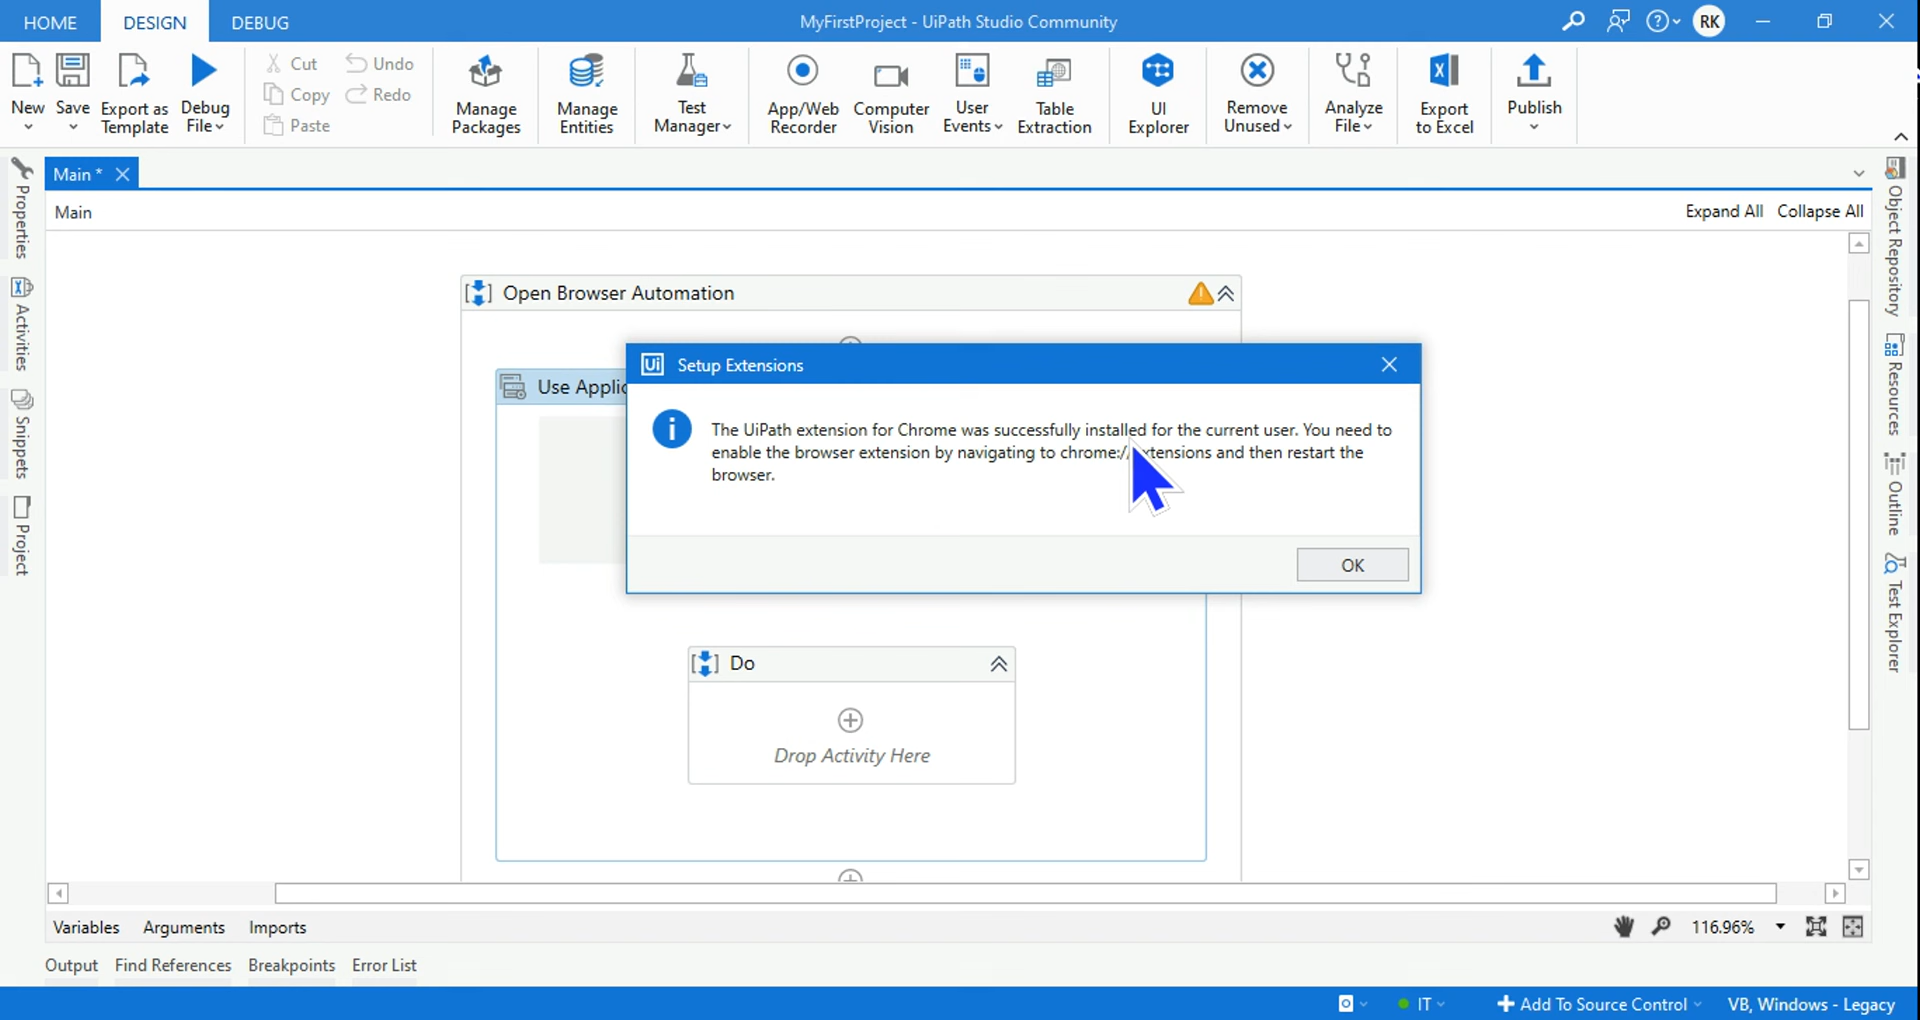 HOME DESIGN DEBUG MyFirstProject - UiPath Studio Community RK
New Save Export as Template Debug File Cut Copy Paste Undo Redo Manage Packages Manage Entities Test Manager App/Web Recorder Computer Vision User Events Table Extraction UI Explorer Remove Unused Analyze File Export to Excel Publish
Main *
Main Expand All Collapse All
Properties
Activities
Snippets
Project
Open Browser Automation
Use Applic
Ui Setup Extensions
The UiPath extension for Chrome was successfully installed for the current user. You need to
enable the browser extension by navigating to and then restart the
browser.
OK
Do
Drop Activity Here
Object Repository
Resources
Outline
Test Explorer
Variables Arguments Imports 116.96%
Output Find References Breakpoints Error List
IT Add To Source Control VB, Windows - Legacy